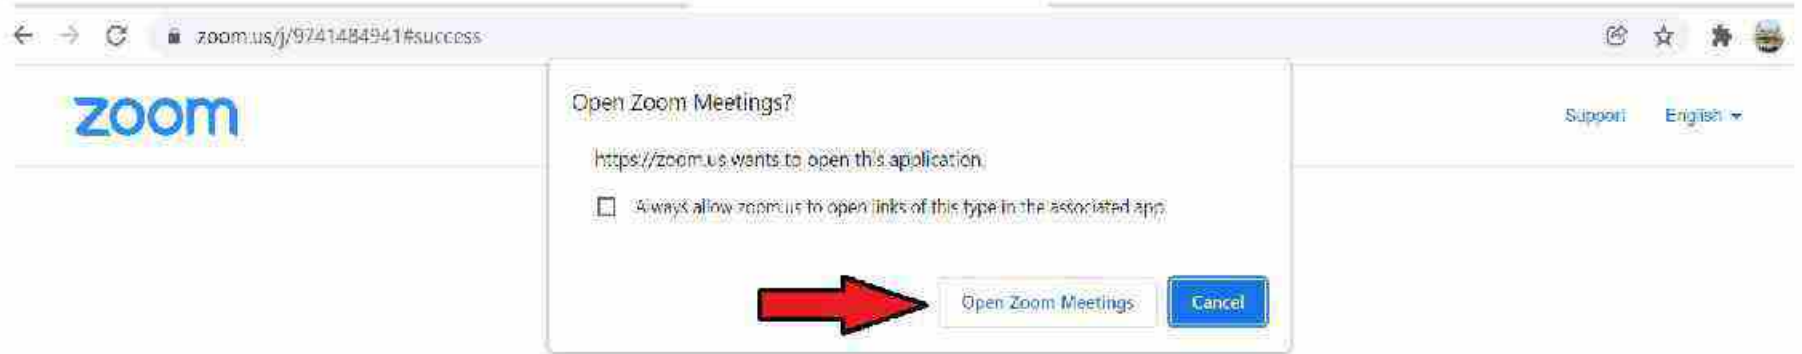 zoom.us/j/9741484941#success
zoom
Support English
Open Zoom Meetings?
https://zoom.us wants to open this application.
Always allow zoom.us to open links of this type in the associated app
Open Zoom Meetings Cancel